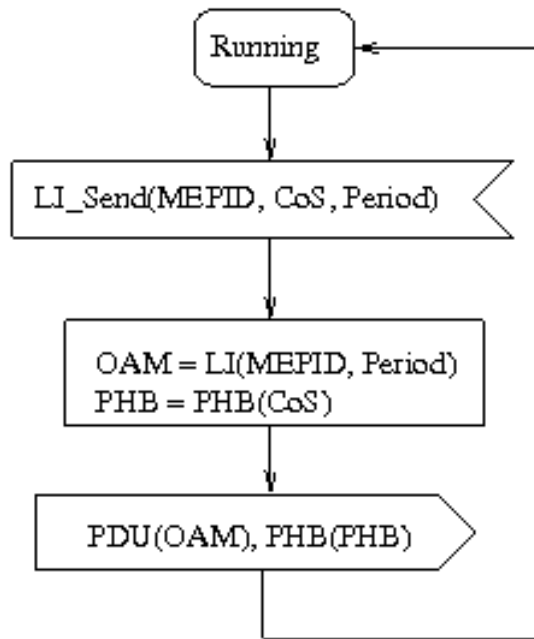 Running
LI_Send(MEPID, CoS, Period)
OAM = LI(MEPID, Period)
PHB = PHB(CoS)
PDU(OAM), PHB(PHB)